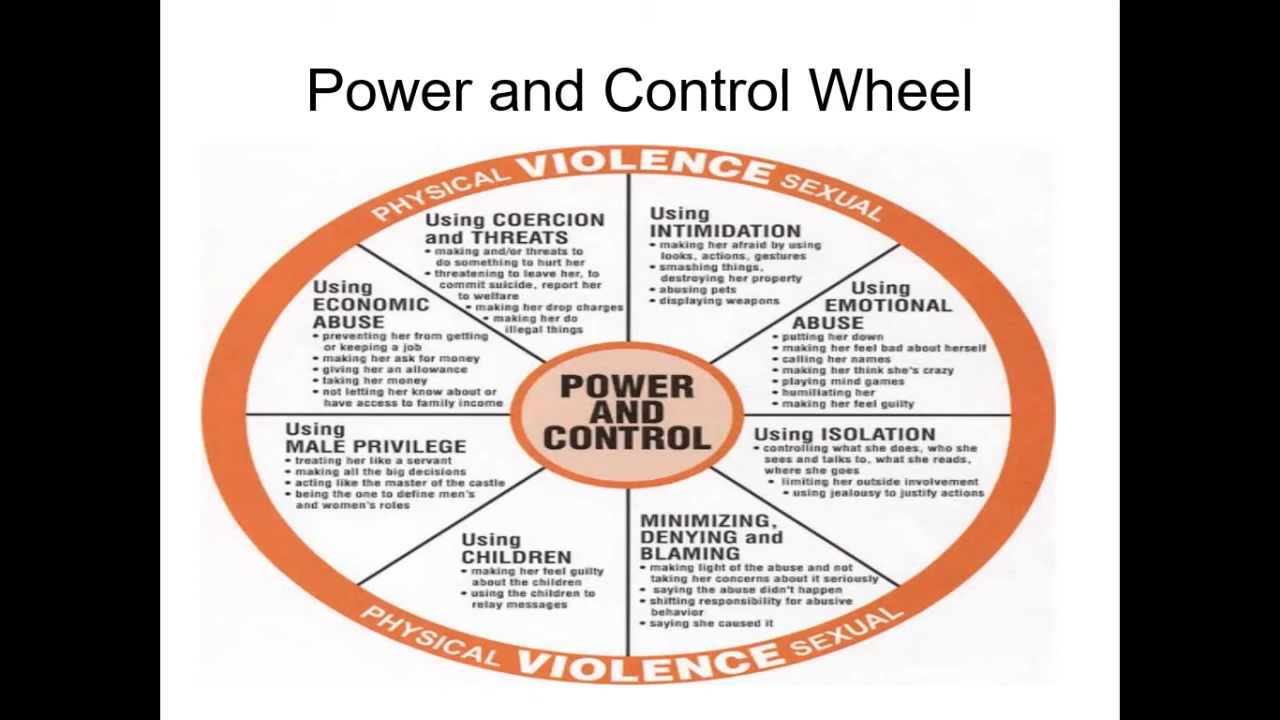 Power and Control Wheel
PHYSICAL VIOLENCE SEXUAL
Using COERCION
and THREATS
• making and/or threats to
do something to hurt her
• threatening to leave her, to
commit suicide, report her
to welfare
• making her drop charges
• making her do
illegal things
Using
INTIMIDATION
• making her afraid by using
looks, actions, gestures
• smashing things,
destroying her property
• abusing pets
• displaying weapons
Using
ECONOMIC
ABUSE
• preventing her from getting
or keeping a job
• making her ask for money
• giving her an allowance
• taking her money
• not letting her know about or
have access to family income
Using
EMOTIONAL
ABUSE
• putting her down
• making her feel bad about herself
• calling her names
• making her think she's crazy
• playing mind games
• humiliating her
• making her feel guilty
POWER
AND
CONTROL
Using
MALE PRIVILEGE
• treating her like a servant
• making all the big decisions
• acting like the master of the castle
• being the one to define men's
and women's roles
Using ISOLATION
• controlling what she does, who she
sees and talks to, what she reads,
where she goes
• limiting her outside involvement
• using jealousy to justify actions
Using
CHILDREN
• making her feel guilty
about the children
• using the children to
relay messages
MINIMIZING,
DENYING and
BLAMING
• making light of the abuse and not
taking her concerns about it seriously
• saying the abuse didn't happen
• shifting responsibility for abusive
behavior
• saying she caused it
PHYSICAL VIOLENCE SEXUAL